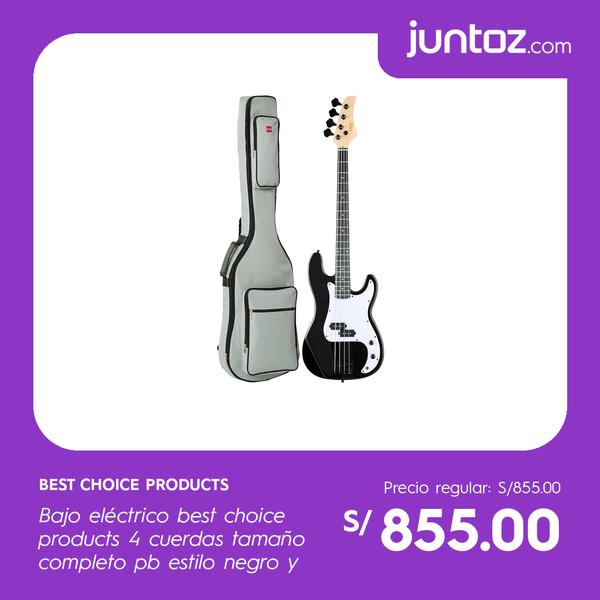 juntoz.com
BEST CHOICE PRODUCTS
Bajo eléctrico best choice
products 4 cuerdas tamaño
completo pb estilo negro y
Precio regular: S/855.00
S/ 855.00